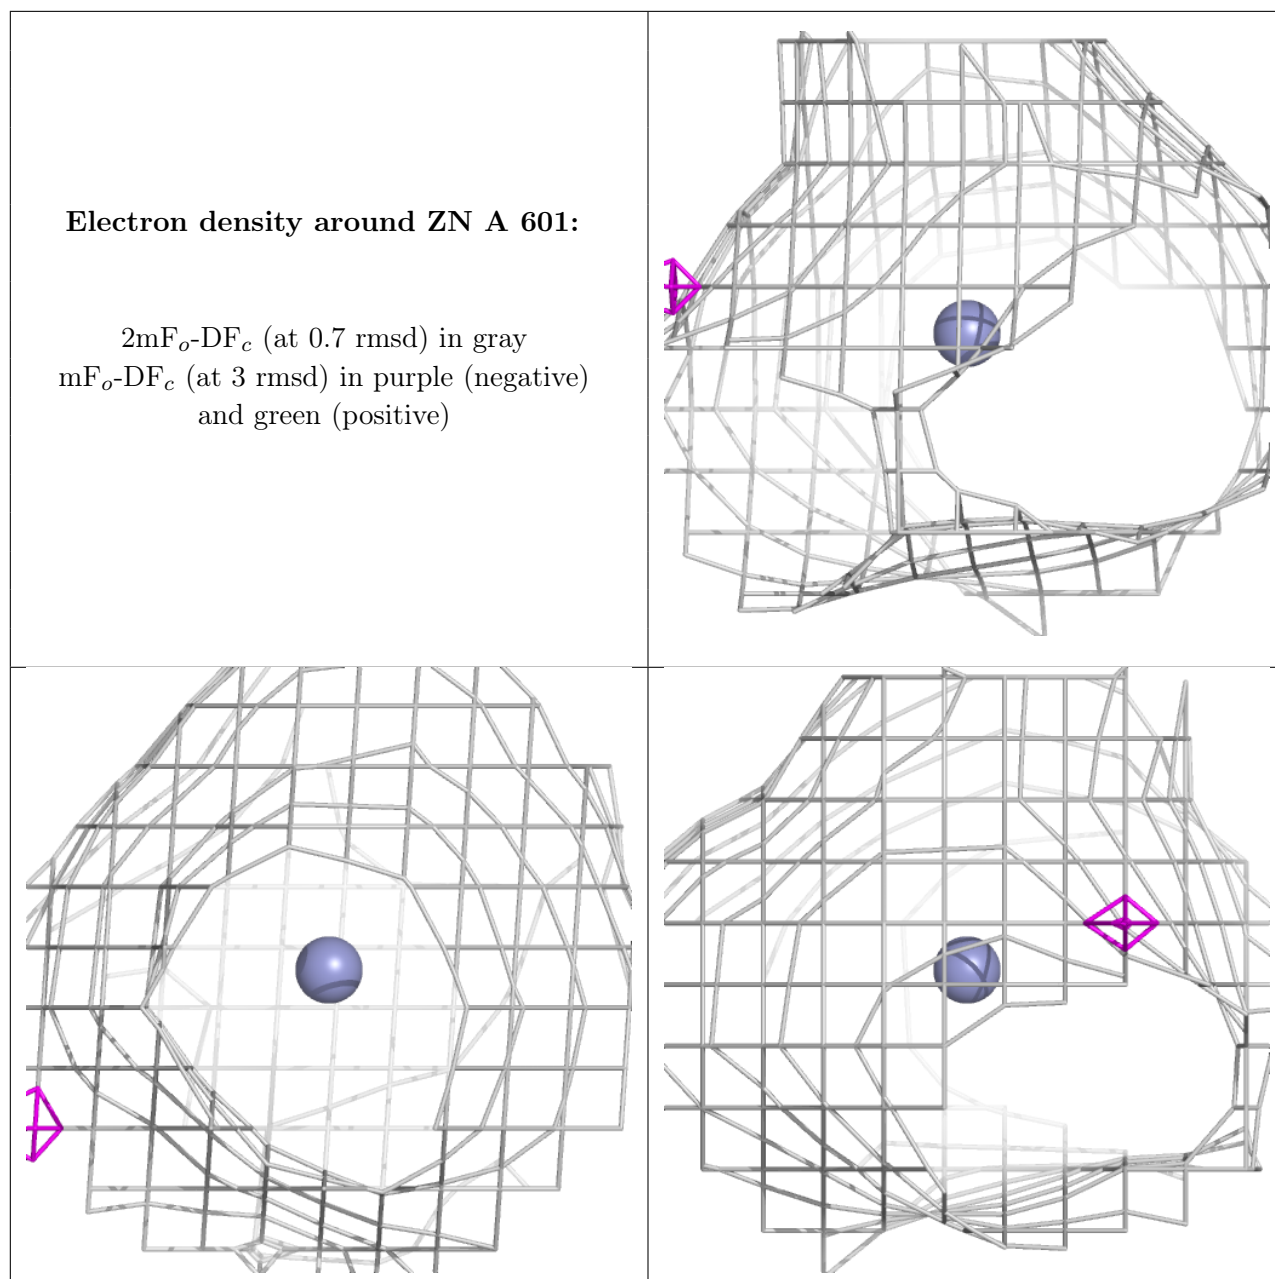 Electron density around ZN A 601:
2mFo-DFc (at 0.7 rmsd) in gray
mFo-DFc (at 3 rmsd) in purple (negative)
and green (positive)